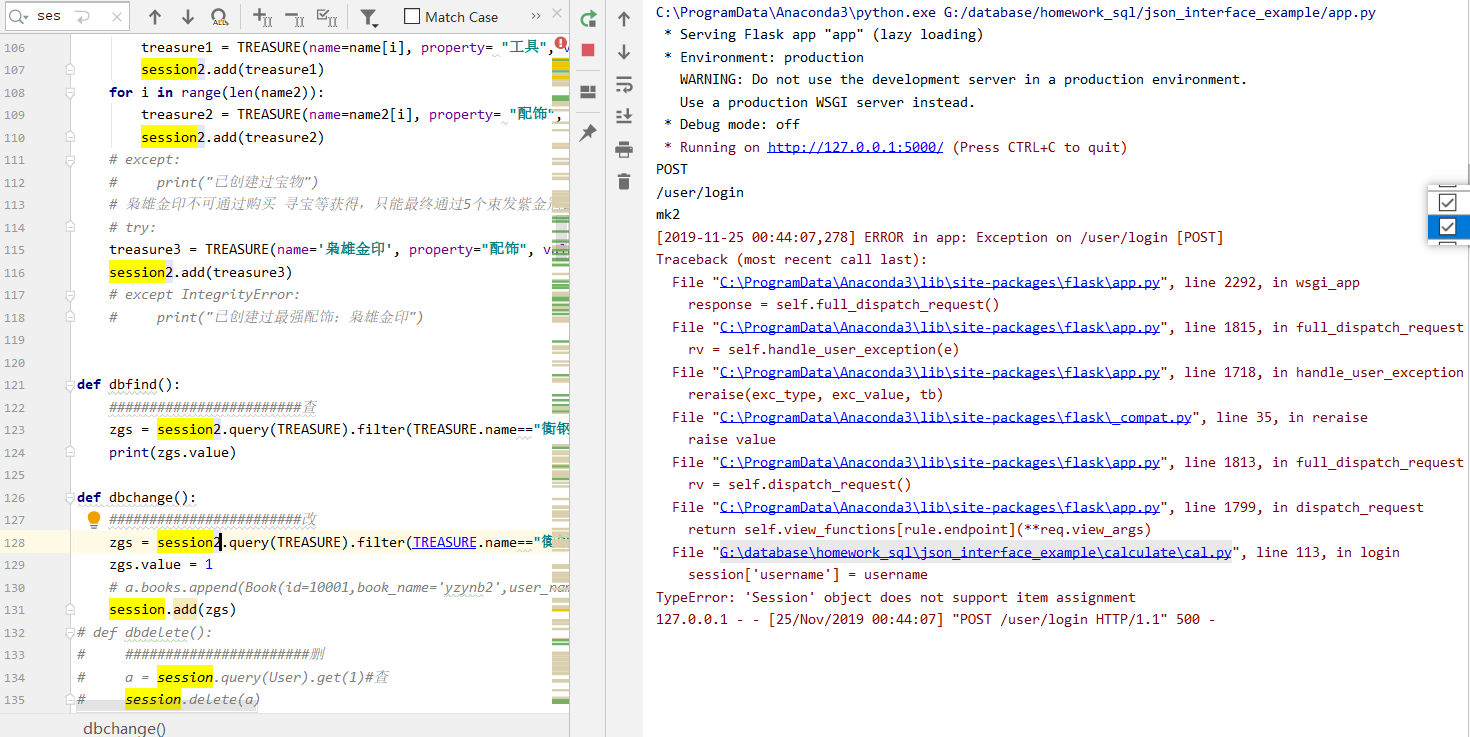 ses
Match Case
106 treasure1 = TREASURE(name=name[i], property= "工具",
107 session2.add(treasure1)
108 for i in range(len(name2)):
109 treasure2 = TREASURE(name=name2[i], property= "配饰",
110 session2.add(treasure2)
111 # except:
112 #     print("已创建过宝物")
113 # 枭雄金印不可通过购买 寻宝等获得，只能最终通过5个束发紫金
114 # try:
115 treasure3 = TREASURE(name='枭雄金印', property="配饰",
116 session2.add(treasure3)
117 # except IntegrityError:
118 #     print("已创建过最强配饰：枭雄金印")
119
120
121 def dbfind():
122 ########################查
123 zgs = session2.query(TREASURE).filter(TREASURE.name=="衡钢
124 print(zgs.value)
125
126 def dbchange():
127 ########################改
128 zgs = session2.query(TREASURE).filter(TREASURE.name=="
129 zgs.value = 1
130 # a.books.append(Book(id=10001,book_name='yzynb2',user_nam
131 session.add(zgs)
132 # def dbdelete():
133 #     #######################删
134 #     a = session.query(User).get(1)#查
135 #     session.delete(a)
dbchange()
C:\ProgramData\Anaconda3\python.exe G:/database/homework_sql/json_interface_example/app.py
* Serving Flask app "app" (lazy loading)
* Environment: production
WARNING: Do not use the development server in a production environment.
Use a production WSGI server instead.
* Debug mode: off
* Running on http://127.0.0.1:5000/ (Press CTRL+C to quit)
POST
/user/login
mk2
[2019-11-25 00:44:07,278] ERROR in app: Exception on /user/login [POST]
Traceback (most recent call last):
File "C:\ProgramData\Anaconda3\lib\site-packages\flask\app.py", line 2292, in wsgi_app
response = self.full_dispatch_request()
File "C:\ProgramData\Anaconda3\lib\site-packages\flask\app.py", line 1815, in full_dispatch_request
rv = self.handle_user_exception(e)
File "C:\ProgramData\Anaconda3\lib\site-packages\flask\app.py", line 1718, in handle_user_exception
reraise(exc_type, exc_value, tb)
File "C:\ProgramData\Anaconda3\lib\site-packages\flask\_compat.py", line 35, in reraise
raise value
File "C:\ProgramData\Anaconda3\lib\site-packages\flask\app.py", line 1813, in full_dispatch_request
rv = self.dispatch_request()
File "C:\ProgramData\Anaconda3\lib\site-packages\flask\app.py", line 1799, in dispatch_request
return self.view_functions[rule.endpoint](**req.view_args)
File "G:\database\homework_sql\json_interface_example\calculate\cal.py", line 113, in login
session['username'] = username
TypeError: 'Session' object does not support item assignment
127.0.0.1 - - [25/Nov/2019 00:44:07] "POST /user/login HTTP/1.1" 500 -